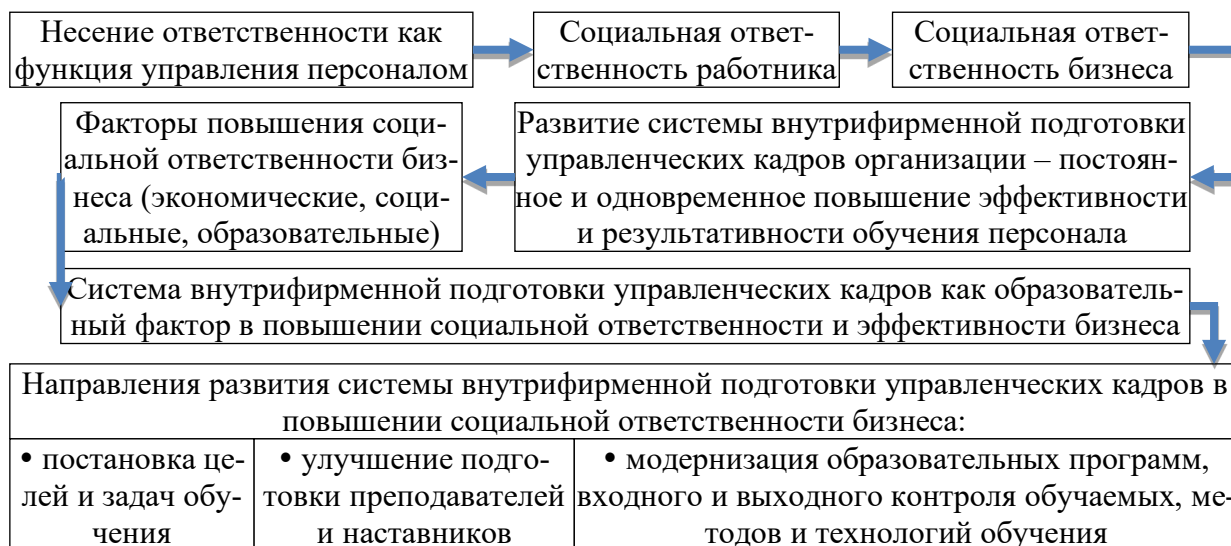 Несение ответственности как
функция управления персоналом
Социальная ответ-
ственность работника
Социальная ответ-
ственность бизнеса
Развитие системы внутрифирменной подготовки
управленческих кадров организации – постоян-
ное и одновременное повышение эффективности
и результативности обучения персонала
Факторы повышения соци-
альной ответственности биз-
неса (экономические, соци-
альные, образовательные)
Система внутрифирменной подготовки управленческих кадров как образователь-
ный фактор в повышении социальной ответственности и эффективности бизнеса
Направления развития системы внутрифирменной подготовки управленческих кадров в
повышении социальной ответственности бизнеса:
• постановка це-
лей и задач обу-
чения
• улучшение подго-
товки преподавателей
и наставников
• модернизация образовательных программ,
входного и выходного контроля обучаемых, ме-
тодов и технологий обучения